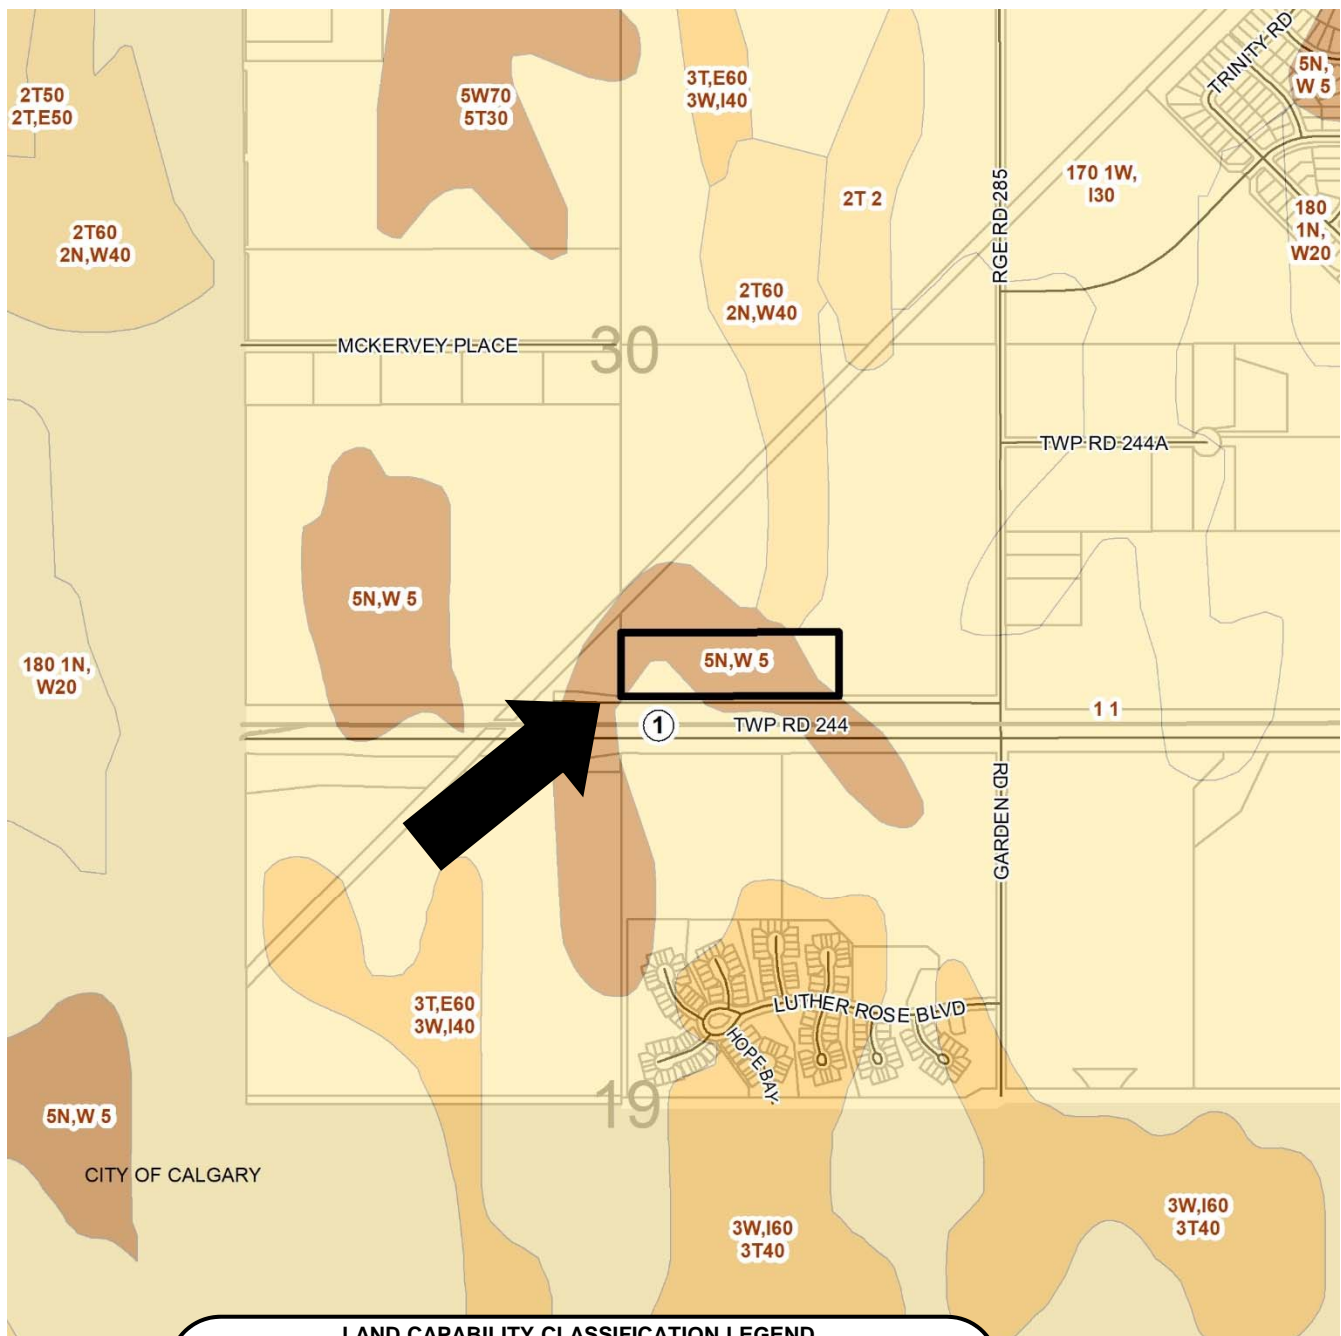 TRINITY RD
5N,
W 5
2T50
2T,E50
5W70
5T30
3T,E60
3W,I40
170 1W,
I30
2T 2
RGE RD 285
180
1N,
W20
2T60
2N,W40
2T60
2N,W40
MCKERVEY PLACE
30
TWP RD 244A
5N,W 5
5N,W 5
180 1N,
W20
1 1
1
TWP RD 244
GARDEN RD
3T,E60
3W,I40
LUTHER ROSE BLVD
HOPE BAY
19
5N,W 5
CITY OF CALGARY
3W,I60
3T40
3W,I60
3T40
LAND CAPABILITY CLASSIFICATION LEGEND